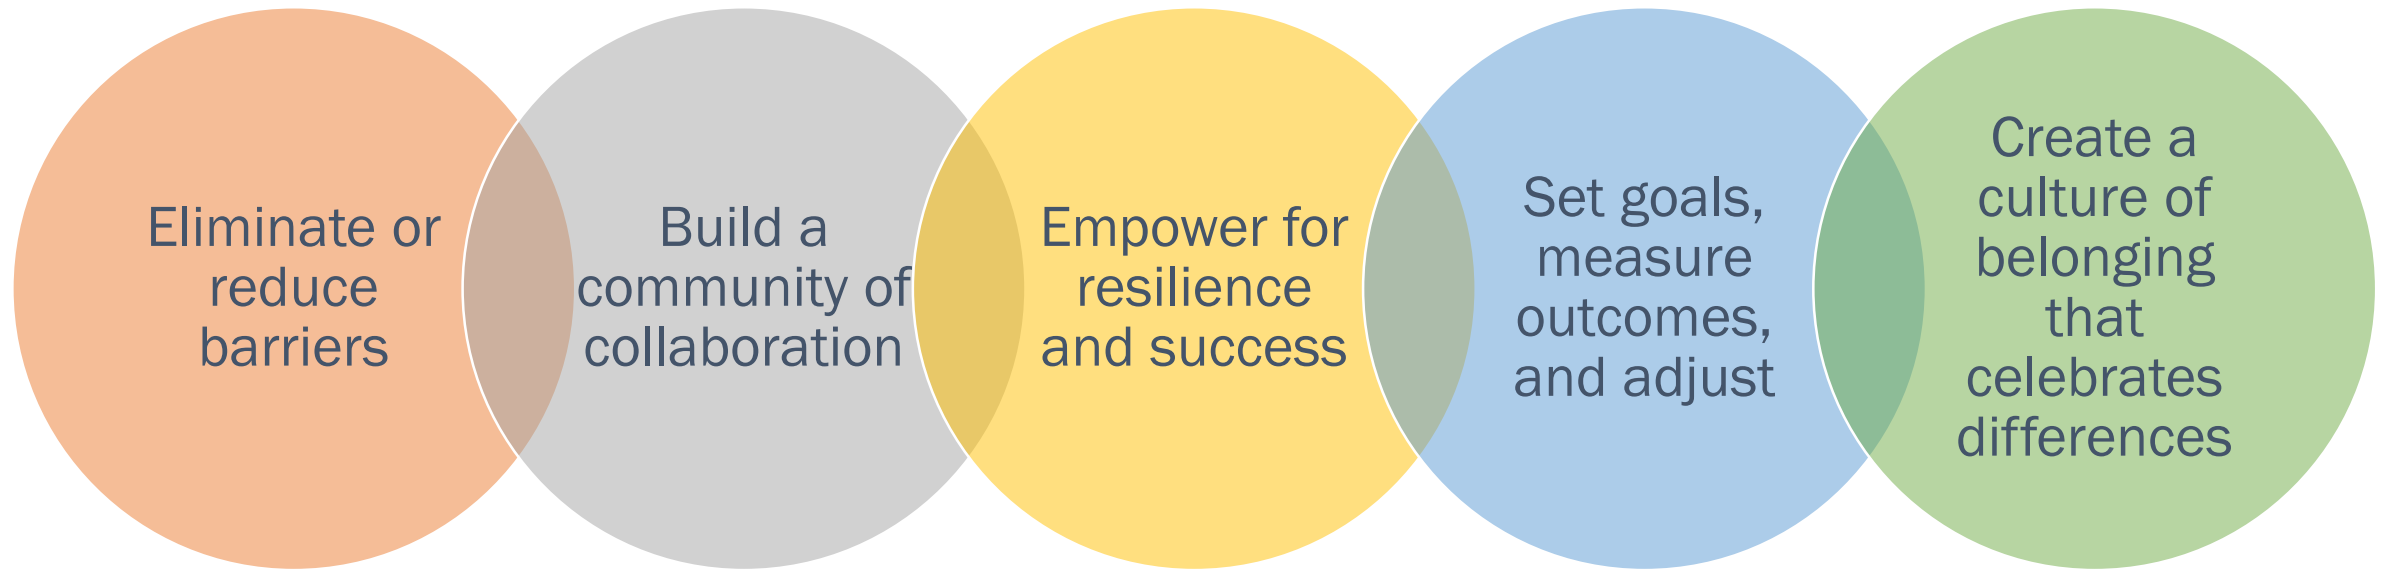 Eliminate or
reduce
barriers
Build a
community of
collaboration
Empower for
resilience
and success
Set goals,
measure
outcomes,
and adjust
Create a
culture of
belonging
that
celebrates
differences